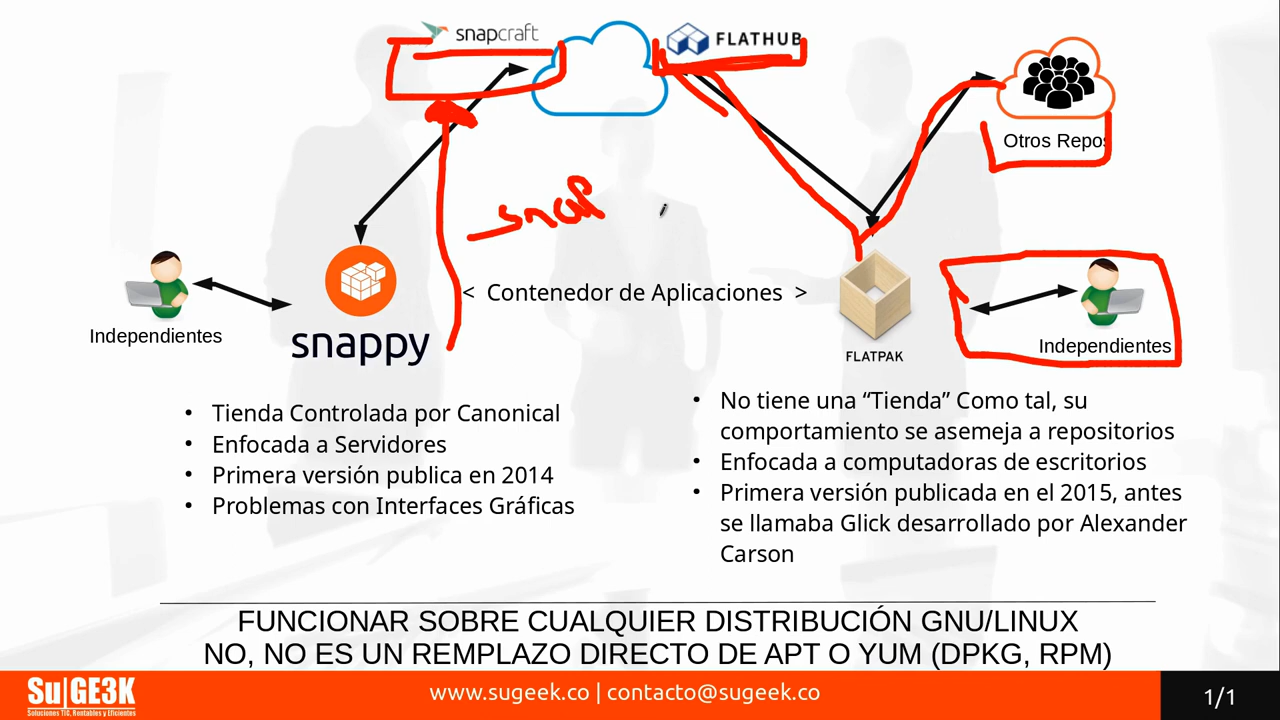 snapcraft
FLATHUB
Otros Repos
snap
< Contenedor de Aplicaciones >
Independientes
snappy
FLATPAK
Independientes
• Tienda Controlada por Canonical
• Enfocada a Servidores
• Primera versión publica en 2014
• Problemas con Interfaces Gráficas
• No tiene una “Tienda” Como tal, su
comportamiento se asemeja a repositorios
• Enfocada a computadoras de escritorios
• Primera versión publicada en el 2015, antes
se llamaba Glick desarrollado por Alexander
Carson
FUNCIONAR SOBRE CUALQUIER DISTRIBUCIÓN GNU/LINUX
NO, NO ES UN REMPLAZO DIRECTO DE APT O YUM (DPKG, RPM)
Su|GE3K
Soluciones TIC, Rentables y Eficientes
www.sugeek.co | contacto@sugeek.co
1/1